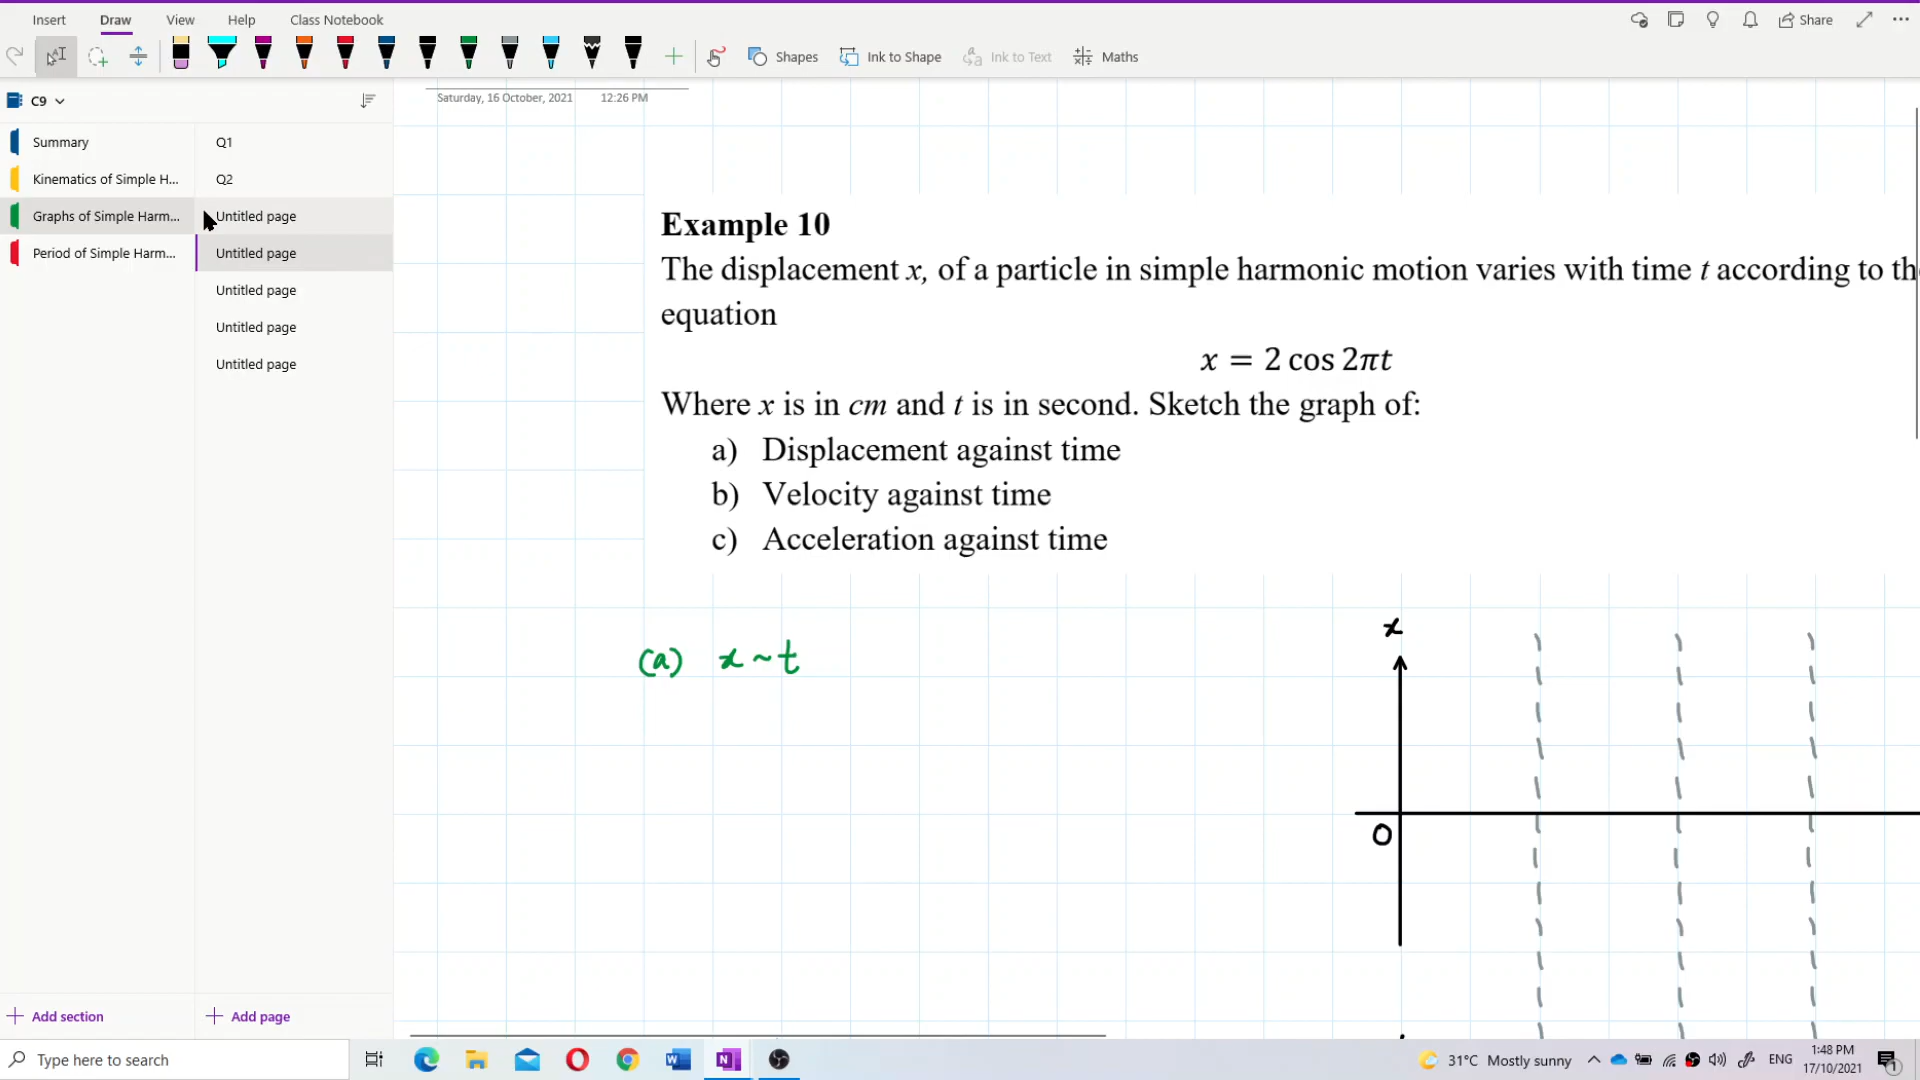 Insert Draw View Help Class Notebook Share
Shapes Ink to Shape Ink to Text Maths
C9
Summary
Kinematics of Simple H...
Graphs of Simple Harm...
Period of Simple Harm...
Q1
Q2
Untitled page
Untitled page
Untitled page
Untitled page
Untitled page
Saturday, 16 October, 2021 12:26 PM
Example 10
The displacement x, of a particle in simple harmonic motion varies with time t according to the
equation
x = 2 cos 2πt
Where x is in cm and t is in second. Sketch the graph of:
a) Displacement against time
b) Velocity against time
c) Acceleration against time
(a) x ~ t
x
O
Add section
Add page
Type here to search
31°C Mostly sunny
ENG
1:48 PM
17/10/2021
1